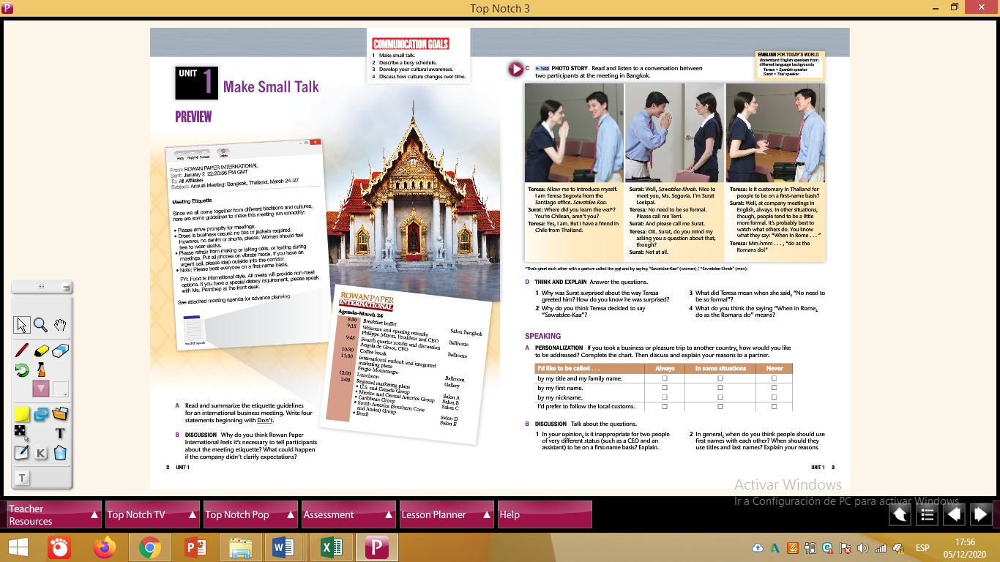 Top Notch 3
COMMUNICATION GOALS
1 Make small talk.
2 Describe a busy schedule.
3 Develop your cultural awareness.
4 Discuss how culture changes over time.
UNIT 1 Make Small Talk
PREVIEW
Reply Reply All Forward Delete
From: ROWAN PAPER INTERNATIONAL
Sent: January 2 22:20:56 PM GMT
To: All Affiliates
Subject: Annual Meeting: Bangkok, Thailand, March 24–27
Meeting Etiquette
Since we all come together from different traditions and cultures,
here are some guidelines to make this meeting run smoothly:
• Please arrive promptly for meetings.
• Dress is business casual: no ties or jackets required.
However, no denim or shorts, please. Women should feel
free to wear slacks.
• Please refrain from making or taking calls, or texting during
meetings. Put all phones on vibrate mode. If you have an
urgent call, please step outside into the corridor.
• Note: Please treat everyone on a first-name basis.
FYI: Food is international style. All meals will provide non-meat
options. If you have a special dietary requirement, please speak
with Ms. Parnthep at the front desk.
See attached meeting agenda for advance planning.
ROWAN PAPER
INTERNATIONAL
Agenda–March 24
8:30 Breakfast buffet Salon Bangkok
9:15 Welcome and opening remarks
Philippe Martin, President and CEO Ballroom
9:45 Fourth quarter results and discussion
Angela de Groot, CFO Ballroom
10:30 Coffee break
11:00 International outlook and integrated
marketing plans
Sergio Montenegro Ballroom
12:00 Luncheon Gallery
2:00 Regional marketing plans
• U.S. and Canada Group Salon A
• Mexico and Central America Group Salon B
• Caribbean Group Salon C
• South America (Southern Cone
and Andes) Group Salon D
• Brazil Salon E
A Read and summarize the etiquette guidelines
for an international business meeting. Write four
statements beginning with Don't.
B DISCUSSION Why do you think Rowan Paper
International feels it's necessary to tell participants
about the meeting etiquette? What could happen
if the company didn't clarify expectations?
2 UNIT 1
ENGLISH FOR TODAY'S WORLD
Understand English speakers from
different language backgrounds
Teresa = Spanish speaker
Surat = Thai speaker
C 1:02 PHOTO STORY Read and listen to a conversation between
two participants at the meeting in Bangkok.
Teresa: Allow me to introduce myself.
I am Teresa Segovia from the
Santiago office. Sawatdee-Kaa.
Surat: Where did you learn the wai*?
You're Chilean, aren't you?
Teresa: Yes, I am. But I have a friend in
Chile from Thailand.
Surat: Well, Sawatdee-Khrab. Nice to
meet you, Ms. Segovia. I'm Surat
Leekpai.
Teresa: No need to be so formal.
Please call me Terri.
Surat: And please call me Surat.
Teresa: OK. Surat, do you mind my
asking you a question about that,
though?
Surat: Not at all.
Teresa: Is it customary in Thailand for
people to be on a first-name basis?
Surat: Well, at company meetings in
English, always. In other situations,
though, people tend to be a little
more formal. It's probably best to
watch what others do. You know
what they say: "When in Rome . . . "
Teresa: Mm-hmm . . . , "do as the
Romans do!"
*Thais greet each other with a gesture called the wai and by saying "Sawatdee-Kaa" (women) / "Sawatdee-Khrab" (men).
D THINK AND EXPLAIN Answer the questions.
1 Why was Surat surprised about the way Teresa
greeted him? How do you know he was surprised?
2 Why do you think Teresa decided to say
"Sawatdee-Kaa"?
3 What did Teresa mean when she said, "No need to
be so formal"?
4 What do you think the saying "When in Rome,
do as the Romans do" means?
SPEAKING
A PERSONALIZATION If you took a business or pleasure trip to another country, how would you like
to be addressed? Complete the chart. Then discuss and explain your reasons to a partner.
I'd like to be called . . . Always In some situations Never
by my title and my family name.
by my first name.
by my nickname.
I'd prefer to follow the local customs.
B DISCUSSION Talk about the questions.
1 In your opinion, is it inappropriate for two people
of very different status (such as a CEO and an
assistant) to be on a first-name basis? Explain.
2 In general, when do you think people should use
first names with each other? When should they
use titles and last names? Explain your reasons.
UNIT 1 3
T
K
T
Activar Windows
Ir a Configuración de PC para activar Windows.
Teacher
Resources
Top Notch TV
Top Notch Pop
Assessment
Lesson Planner
Help
ESP
17:56
05/12/2020